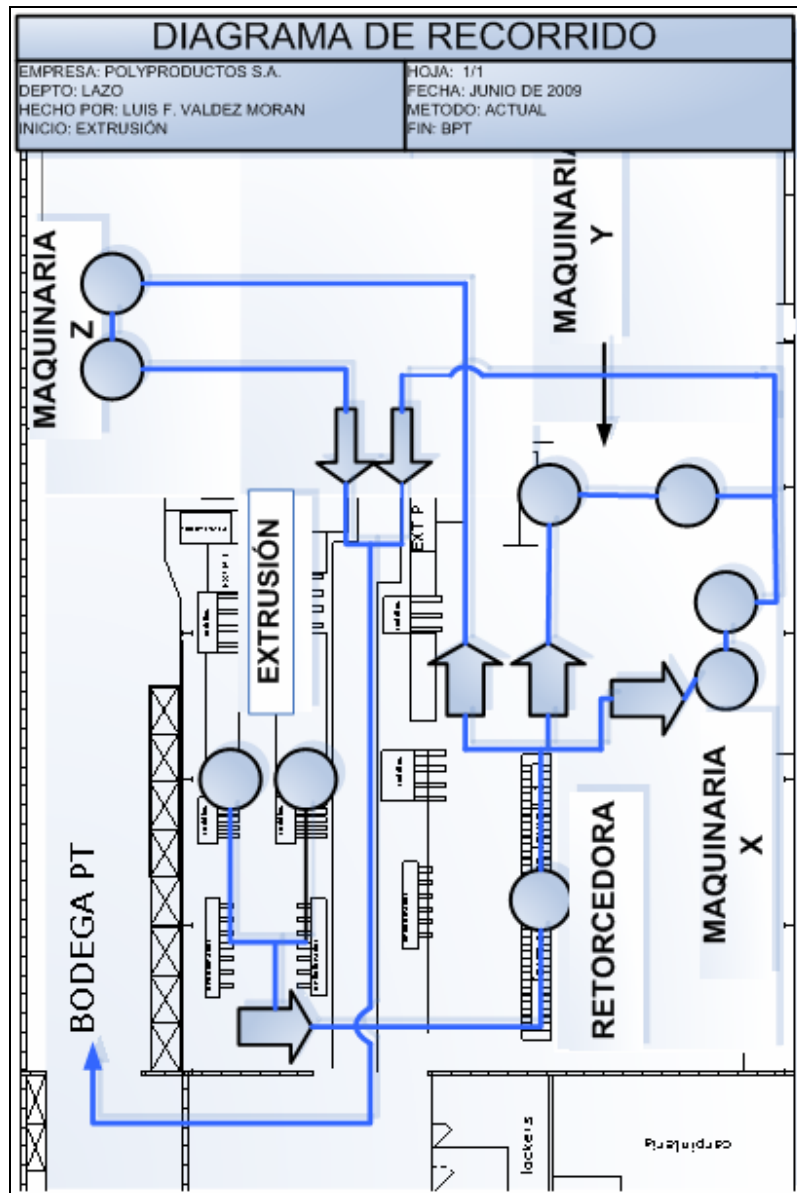 DIAGRAMA DE RECORRIDO
EMPRESA: POLYPRODUCTOS S.A.
DEPTO: LAZO
HECHO POR: LUIS F. VALDEZ MORAN
INICIO: EXTRUSIÓN
HOJA: 1/1
FECHA: JUNIO DE 2009
METODO: ACTUAL
FIN: BPT
MAQUINARIA
Z
MAQUINARIA
Y
EXTRUSIÓN
EXT P
BODEGA PT
RETORCEDORA
MAQUINARIA
X
lockers
carpintería